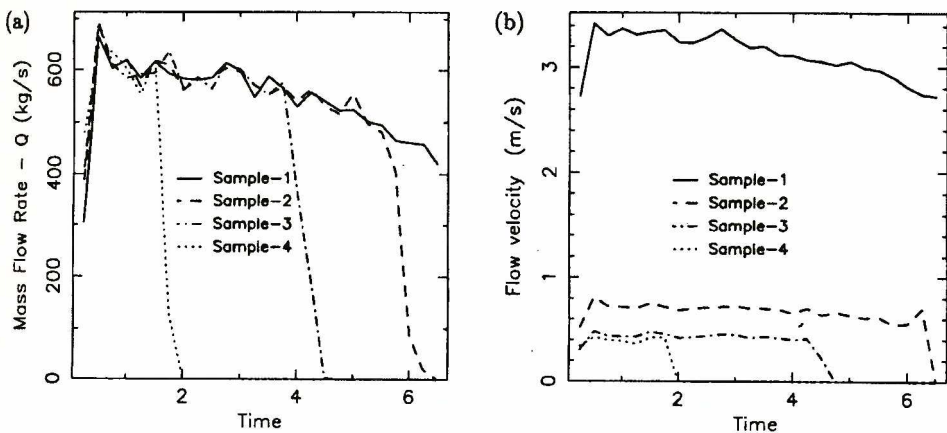 (a)
Mass Flow Rate - Q (kg/s)
600
400
200
0
Sample-1
Sample-2
Sample-3
Sample-4
2
4
6
Time
(b)
Flow velocity (m/s)
3
2
1
0
Sample-1
Sample-2
Sample-3
Sample-4
2
4
6
Time